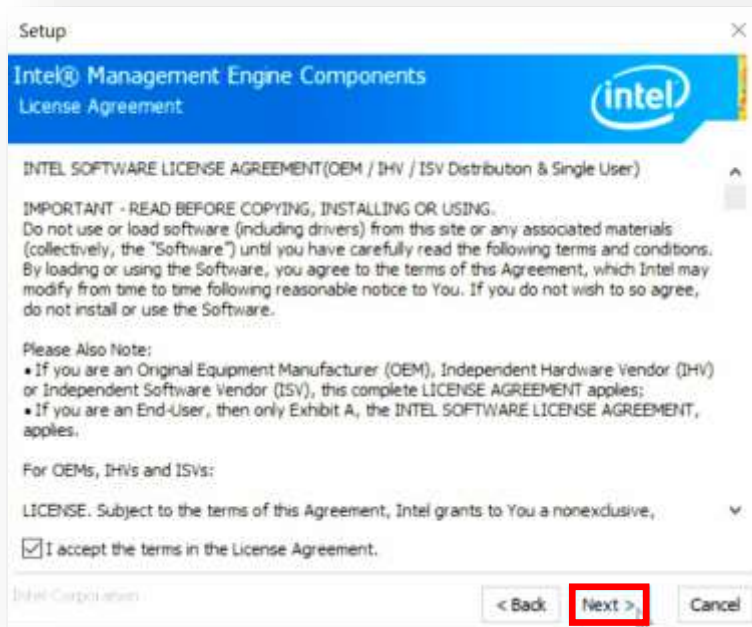 Setup
Intel® Management Engine Components
License Agreement
intel
INTEL SOFTWARE LICENSE AGREEMENT(OEM / IHV / ISV Distribution & Single User)
IMPORTANT - READ BEFORE COPYING, INSTALLING OR USING.
Do not use or load software (including drivers) from this site or any associated materials
(collectively, the "Software") until you have carefully read the following terms and conditions.
By loading or using the Software, you agree to the terms of this Agreement, which Intel may
modify from time to time following reasonable notice to You. If you do not wish to so agree,
do not install or use the Software.
Please Also Note:
• If you are an Original Equipment Manufacturer (OEM), Independent Hardware Vendor (IHV)
or Independent Software Vendor (ISV), this complete LICENSE AGREEMENT applies;
• If you are an End-User, then only Exhibit A, the INTEL SOFTWARE LICENSE AGREEMENT,
applies.
For OEMs, IHVs and ISVs:
LICENSE. Subject to the terms of this Agreement, Intel grants to You a nonexclusive,
I accept the terms in the License Agreement.
Intel Corporation
< Back Next > Cancel